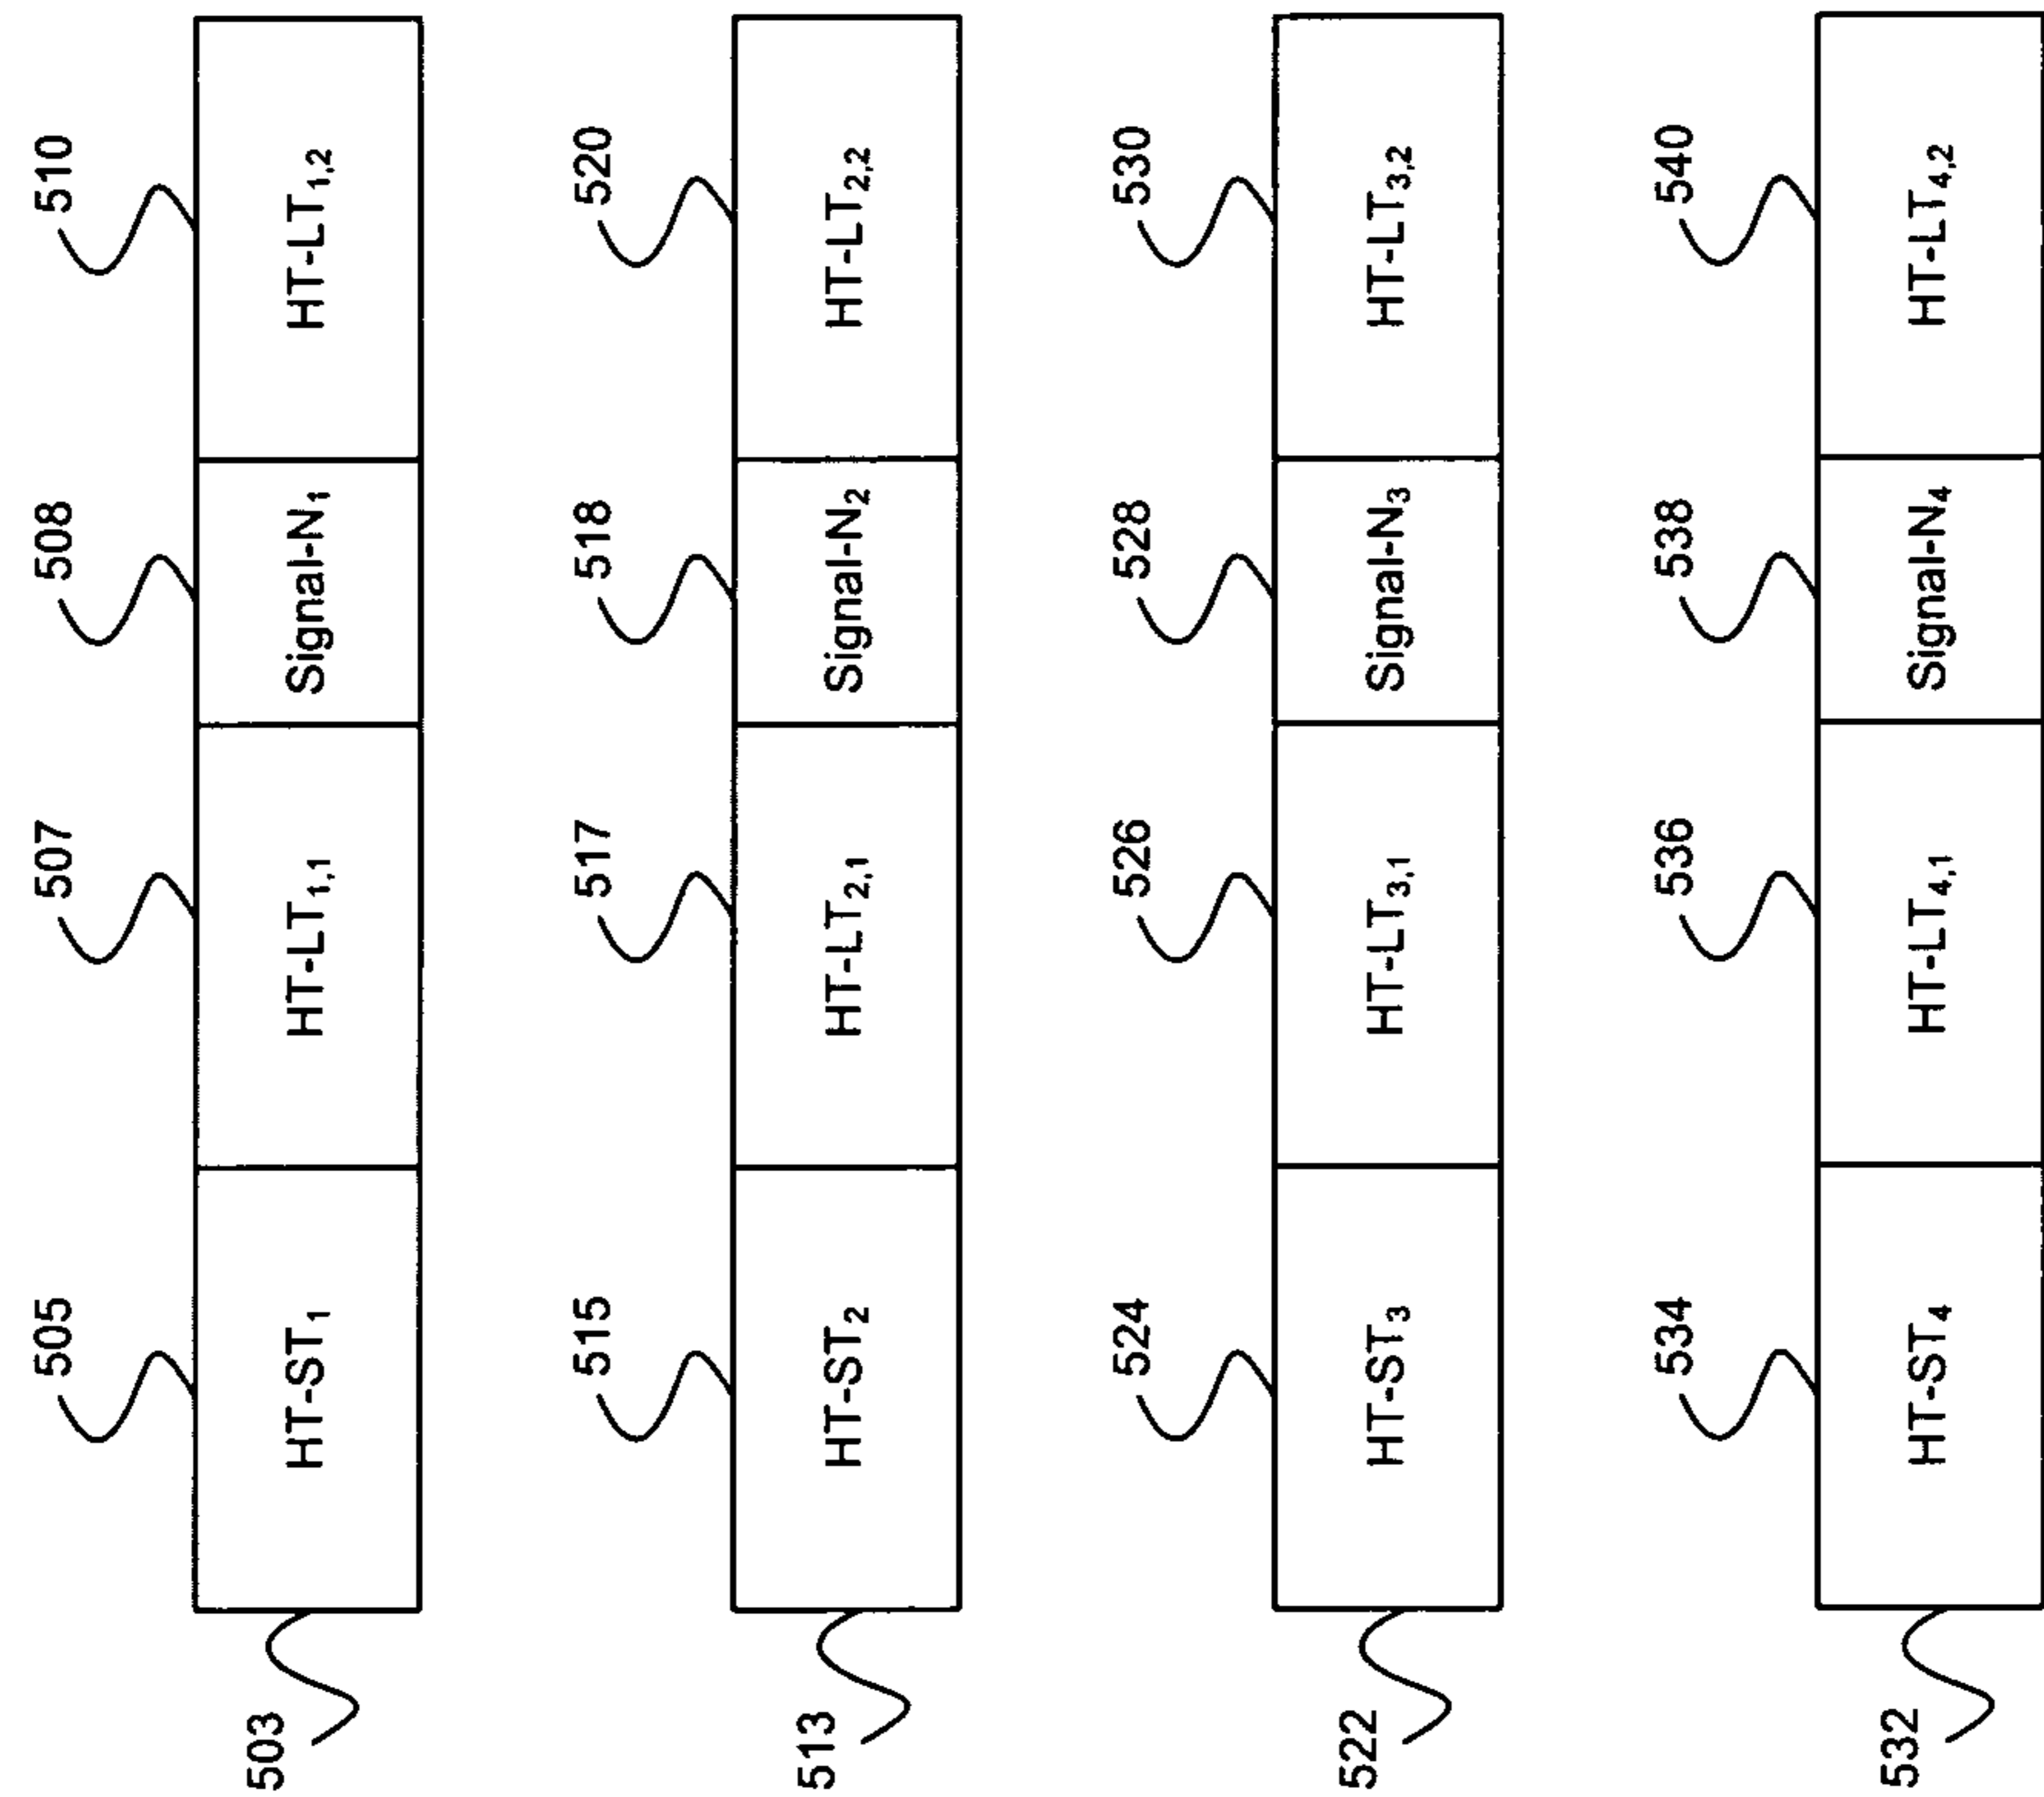 505 507 508 510
503 HT-ST1 HT-LT1,1 Signal-N1 HT-LT1,2
515 517 518 520
513 HT-ST2 HT-LT2,1 Signal-N2 HT-LT2,2
524 526 528 530
522 HT-ST3 HT-LT3,1 Signal-N3 HT-LT3,2
534 536 538 540
532 HT-ST4 HT-LT4,1 Signal-N4 HT-LT4,2